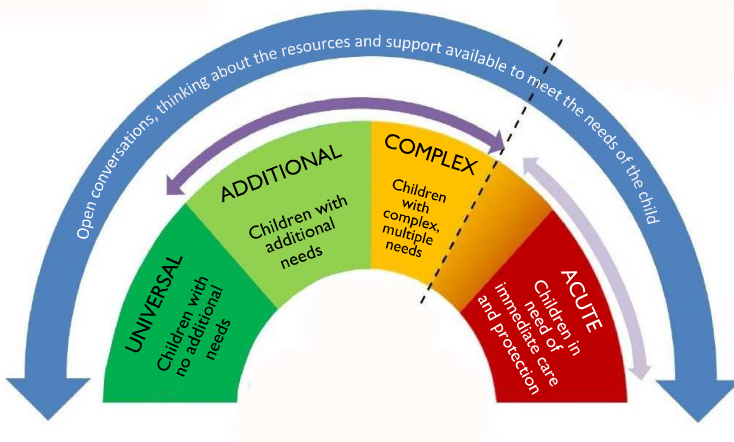 Open conversations, thinking about the resources and support available to meet the needs of the child
UNIVERSAL
Children with
no additional
needs
ADDITIONAL
Children with
additional
needs
COMPLEX
Children
with
complex,
multiple
needs
ACUTE
Children in
need of
immediate care
and protection